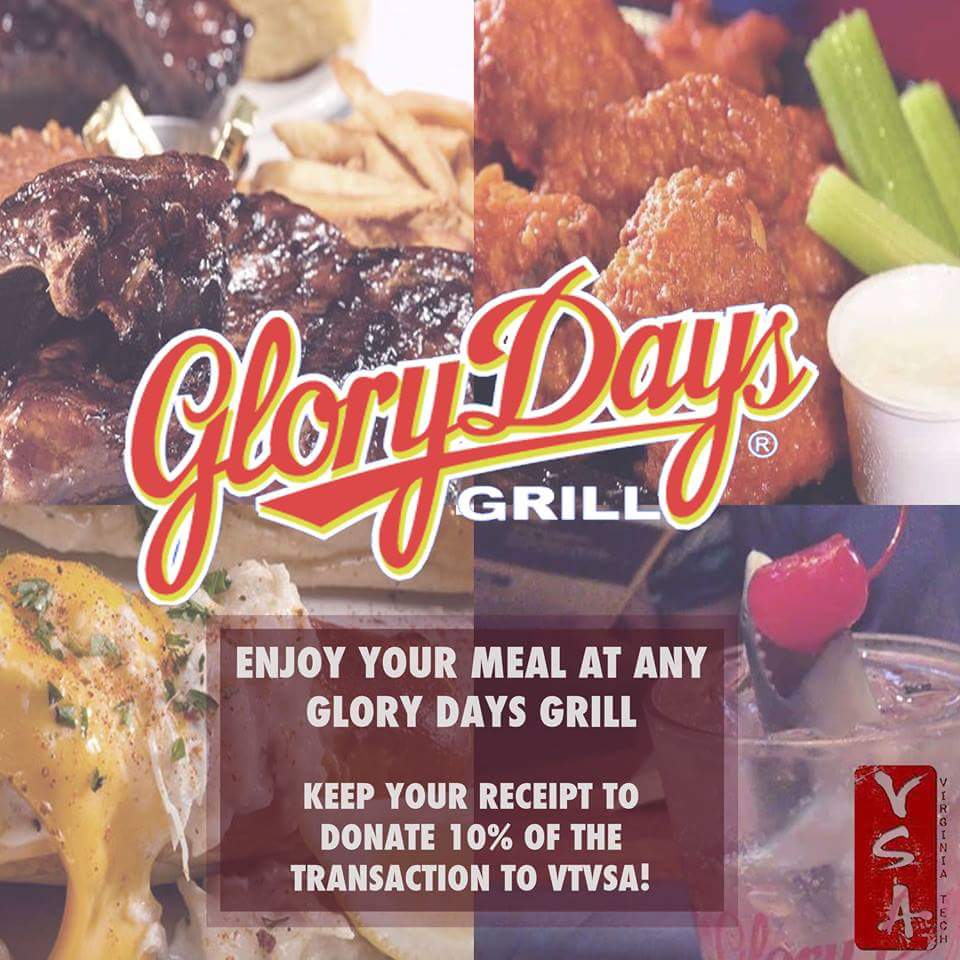 Glory Days
®
GRILL
ENJOY YOUR MEAL AT ANY
GLORY DAYS GRILL
KEEP YOUR RECEIPT TO
DONATE 10% OF THE
TRANSACTION TO VTVSA!
VSA
VIRGINIA TECH
Glory